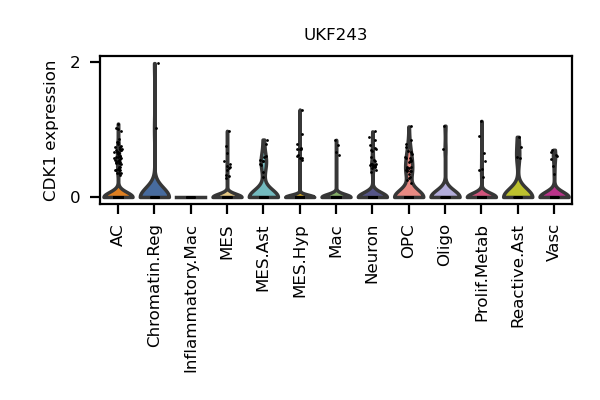 UKF243
CDK1 expression
2
0
AC
Chromatin.Reg
Inflammatory.Mac
MES
MES.Ast
MES.Hyp
Mac
Neuron
OPC
Oligo
Prolif.Metab
Reactive.Ast
Vasc